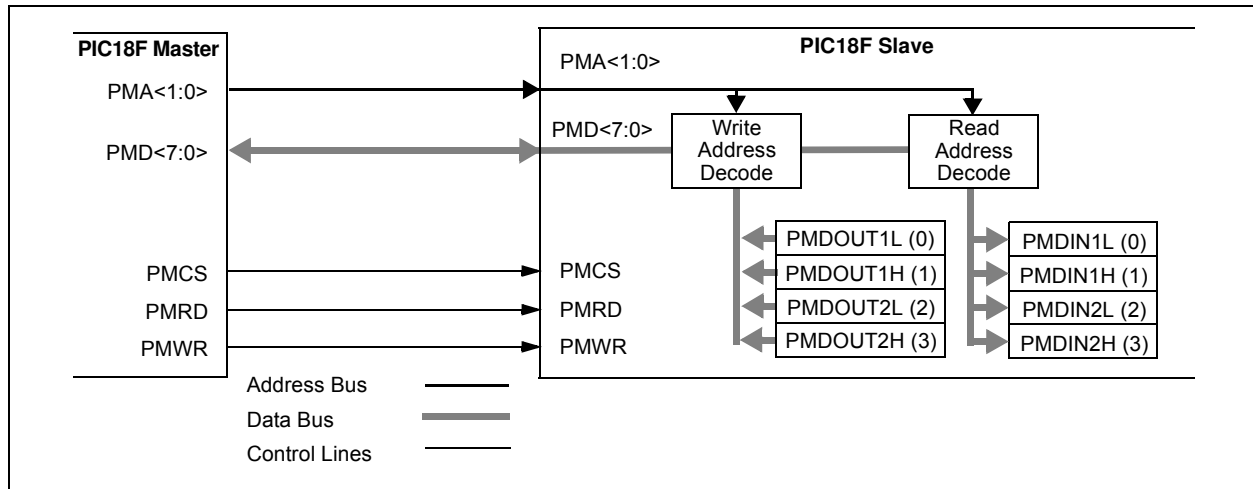 PIC18F Master
PIC18F Slave
PMA<1:0>
PMA<1:0>
PMD<7:0>
PMD<7:0>
Write
Address
Decode
Read
Address
Decode
PMDOUT1L (0)
PMDIN1L (0)
PMCS
PMCS
PMDOUT1H (1)
PMDIN1H (1)
PMRD
PMRD
PMDOUT2L (2)
PMDIN2L (2)
PMWR
PMWR
PMDOUT2H (3)
PMDIN2H (3)
Address Bus
Data Bus
Control Lines